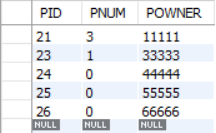 PID PNUM POWNER
21 3 11111
23 1 33333
24 0 44444
25 0 55555
26 0 66666
NULL NULL NULL